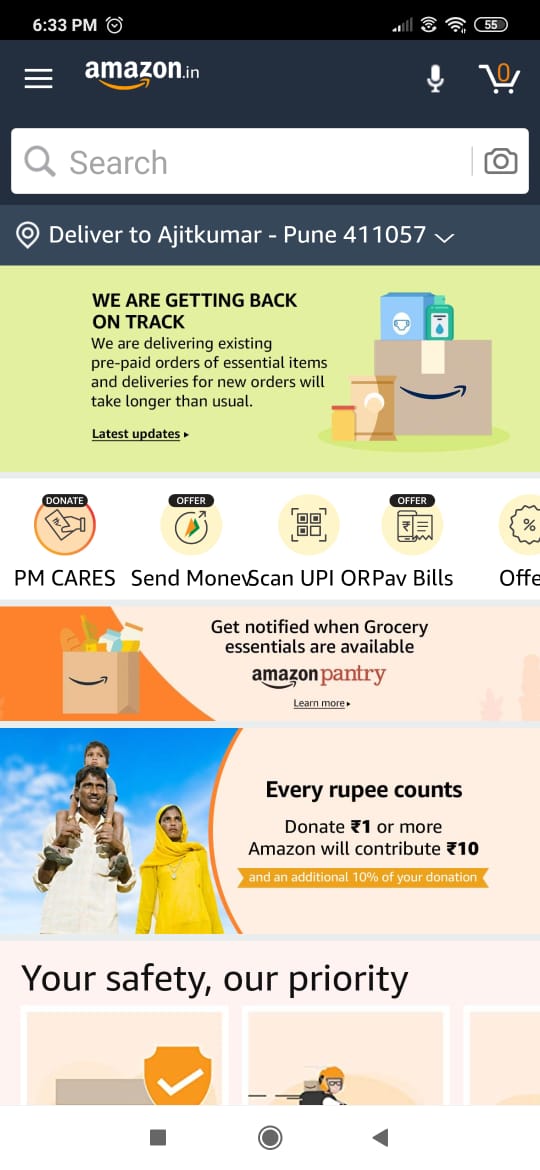 6:33 PM
55
amazon.in
0
Search
Deliver to Ajitkumar - Pune 411057
WE ARE GETTING BACK
ON TRACK
We are delivering existing
pre-paid orders of essential items
and deliveries for new orders will
take longer than usual.
Latest updates
DONATE
OFFER
OFFER
₹
₹
%
PM CARES
Send Money
Scan UPI QR
Pay Bills
Offe
Get notified when Grocery
essentials are available
amazon pantry
Learn more
Every rupee counts
Donate ₹1 or more
Amazon will contribute ₹10
and an additional 10% of your donation
Your safety, our priority